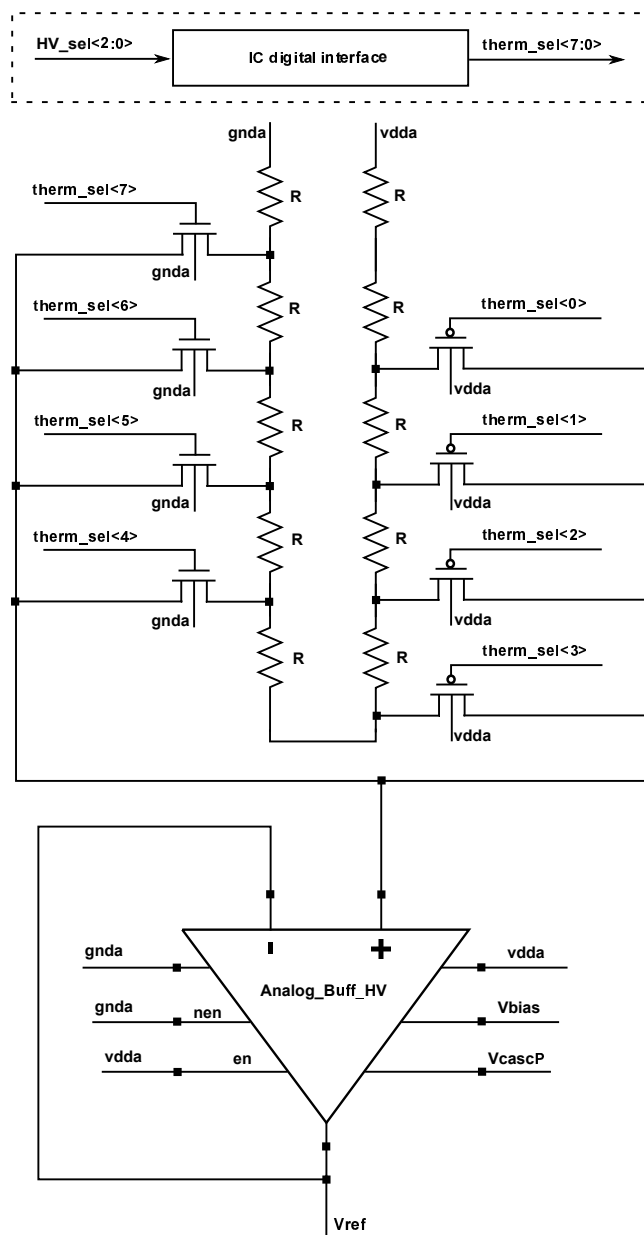 HV_sel<2:0>
IC digital interface
therm_sel<7:0>
gnda
vdda
therm_sel<7>
R
R
gnda
therm_sel<6>
therm_sel<0>
R
R
gnda
vdda
therm_sel<5>
therm_sel<1>
R
R
gnda
vdda
therm_sel<4>
therm_sel<2>
R
R
gnda
vdda
therm_sel<3>
R
R
vdda
-
+
gnda
vdda
Analog_Buff_HV
gnda
nen
Vbias
vdda
en
VcascP
Vref